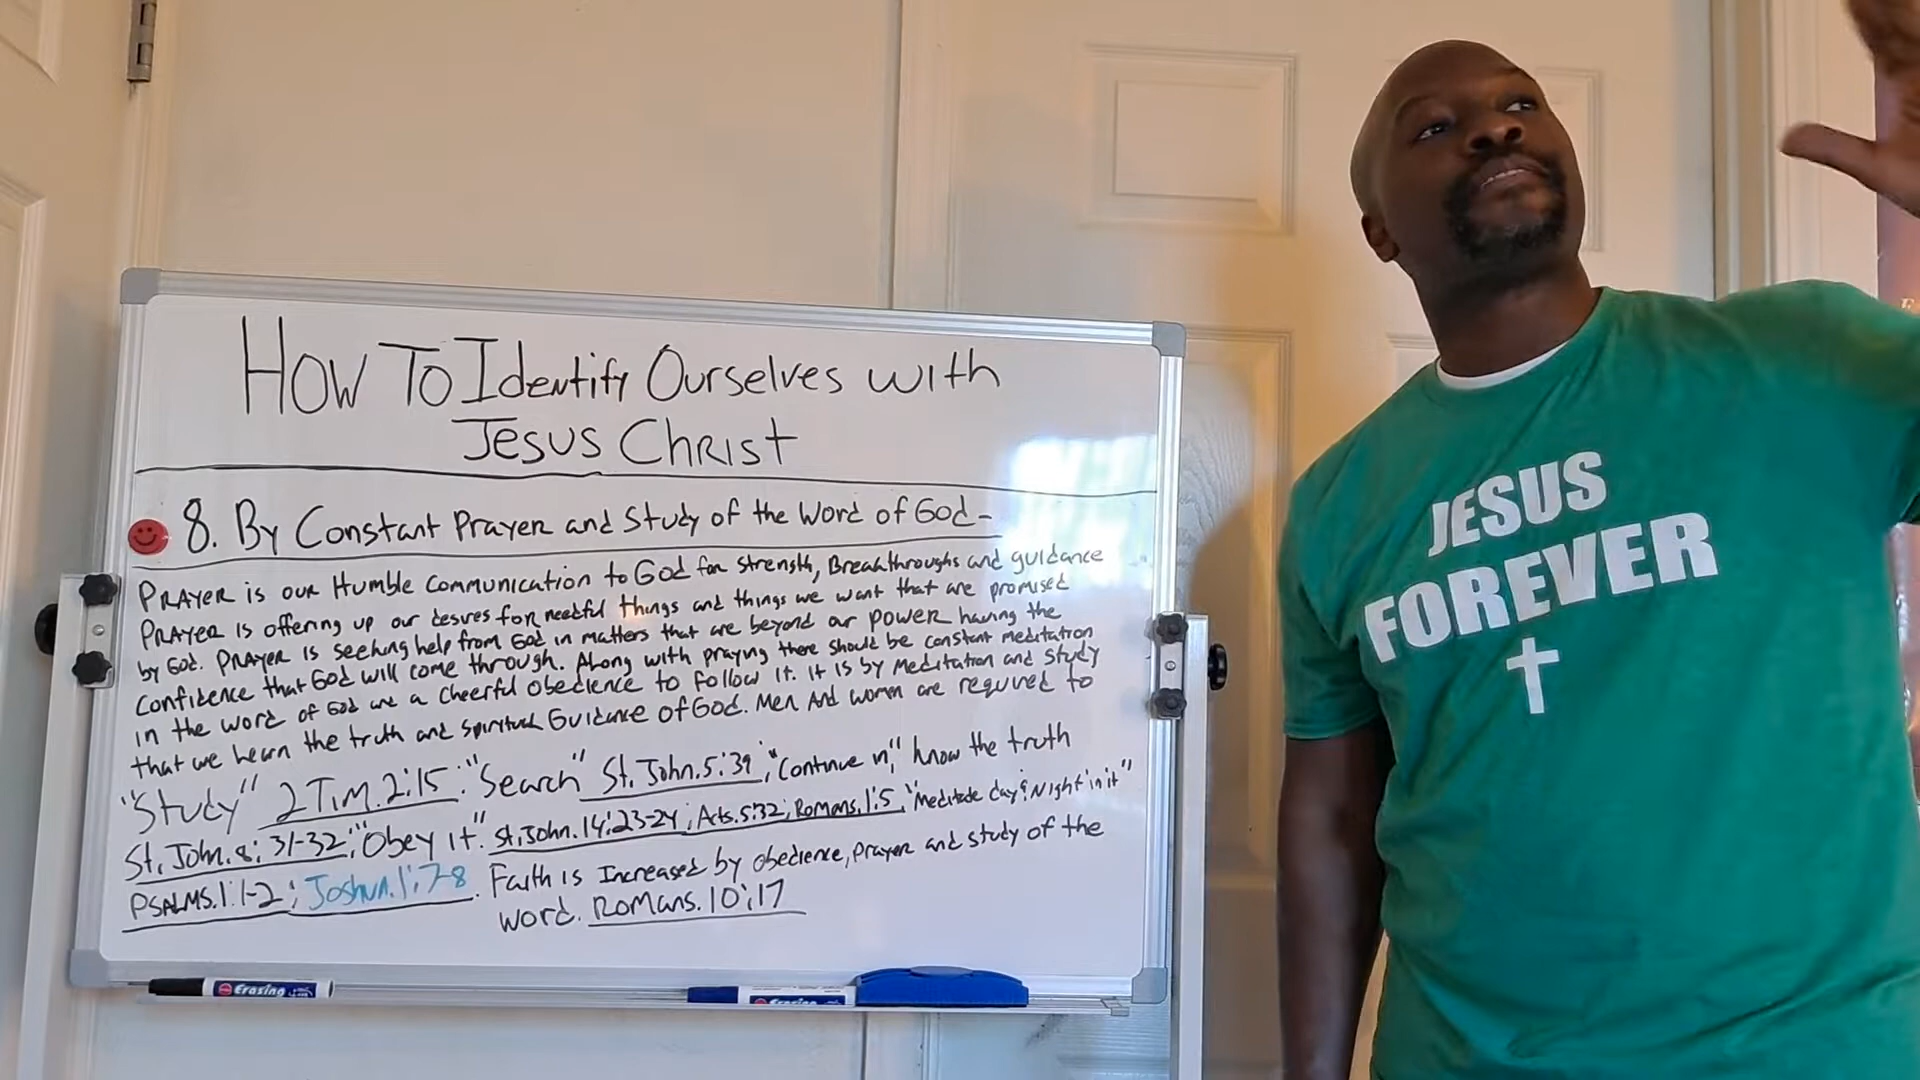 How To Identify Ourselves with
Jesus Christ
8. By Constant Prayer and Study of the Word of God-
Prayer is our Humble Communication to God for strength, Breakthroughs and guidance
Prayer is offering up our desires for needful things and things we want that are promised
by God. Prayer is seeking help from God in matters that are beyond our power having the
confidence that God will come through. Along with praying there should be constant meditation
in the word of God and a cheerful obedience to follow it. It is by Meditation and Study
that we learn the truth and spiritual Guidance of God. Men And women are required to
"Study" 2 Tim. 2:15. "Search" St. John. 5:39, "Continue in," know the truth
St. John. 8:31-32; "Obey it". St. John. 14:23-24; Acts. 5:32; Romans. 1:5, "Meditate day & Night in it"
Psalms. 1:1-2; Joshua. 1:7-8. Faith is Increased by obedience, prayer and study of the
word. Romans. 10:17
Erasing
Erasing
JESUS
FOREVER